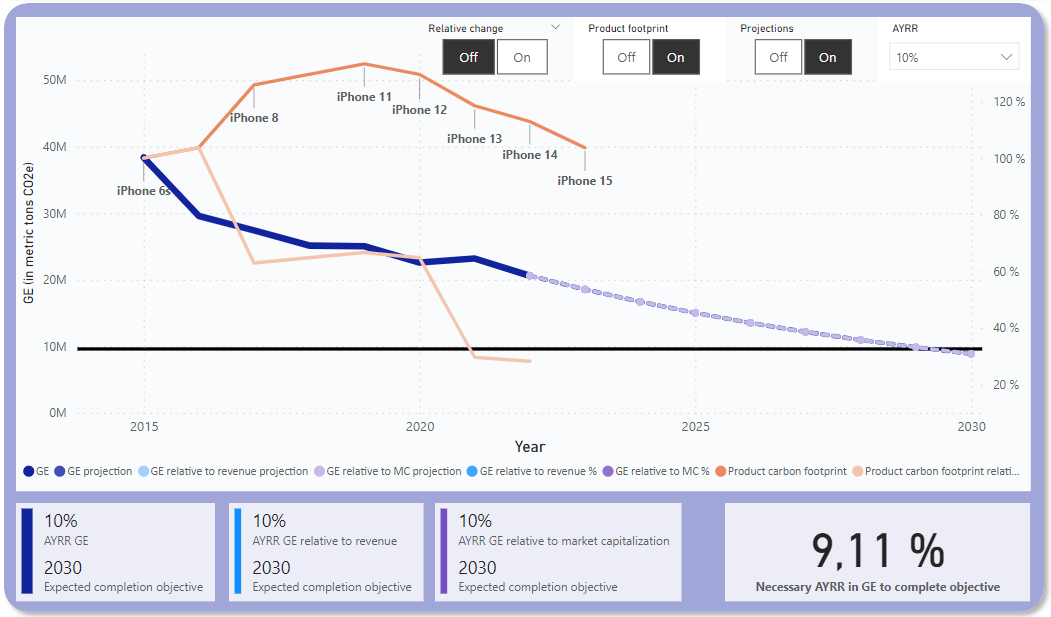 Relative change
Product footprint
Projections
AYRR
Off On
Off On
Off On
10%
50M
40M
30M
20M
10M
0M
GE (in metric tons CO2e)
120 %
100 %
80 %
60 %
40 %
20 %
iPhone 6s
iPhone 8
iPhone 11
iPhone 12
iPhone 13
iPhone 14
iPhone 15
2015 2020 2025 2030
Year
GE GE projection GE relative to revenue projection GE relative to MC projection GE relative to revenue % GE relative to MC % Product carbon footprint Product carbon footprint relati...
10%
AYRR GE
2030
Expected completion objective
10%
AYRR GE relative to revenue
2030
Expected completion objective
10%
AYRR GE relative to market capitalization
2030
Expected completion objective
9,11 %
Necessary AYRR in GE to complete objective